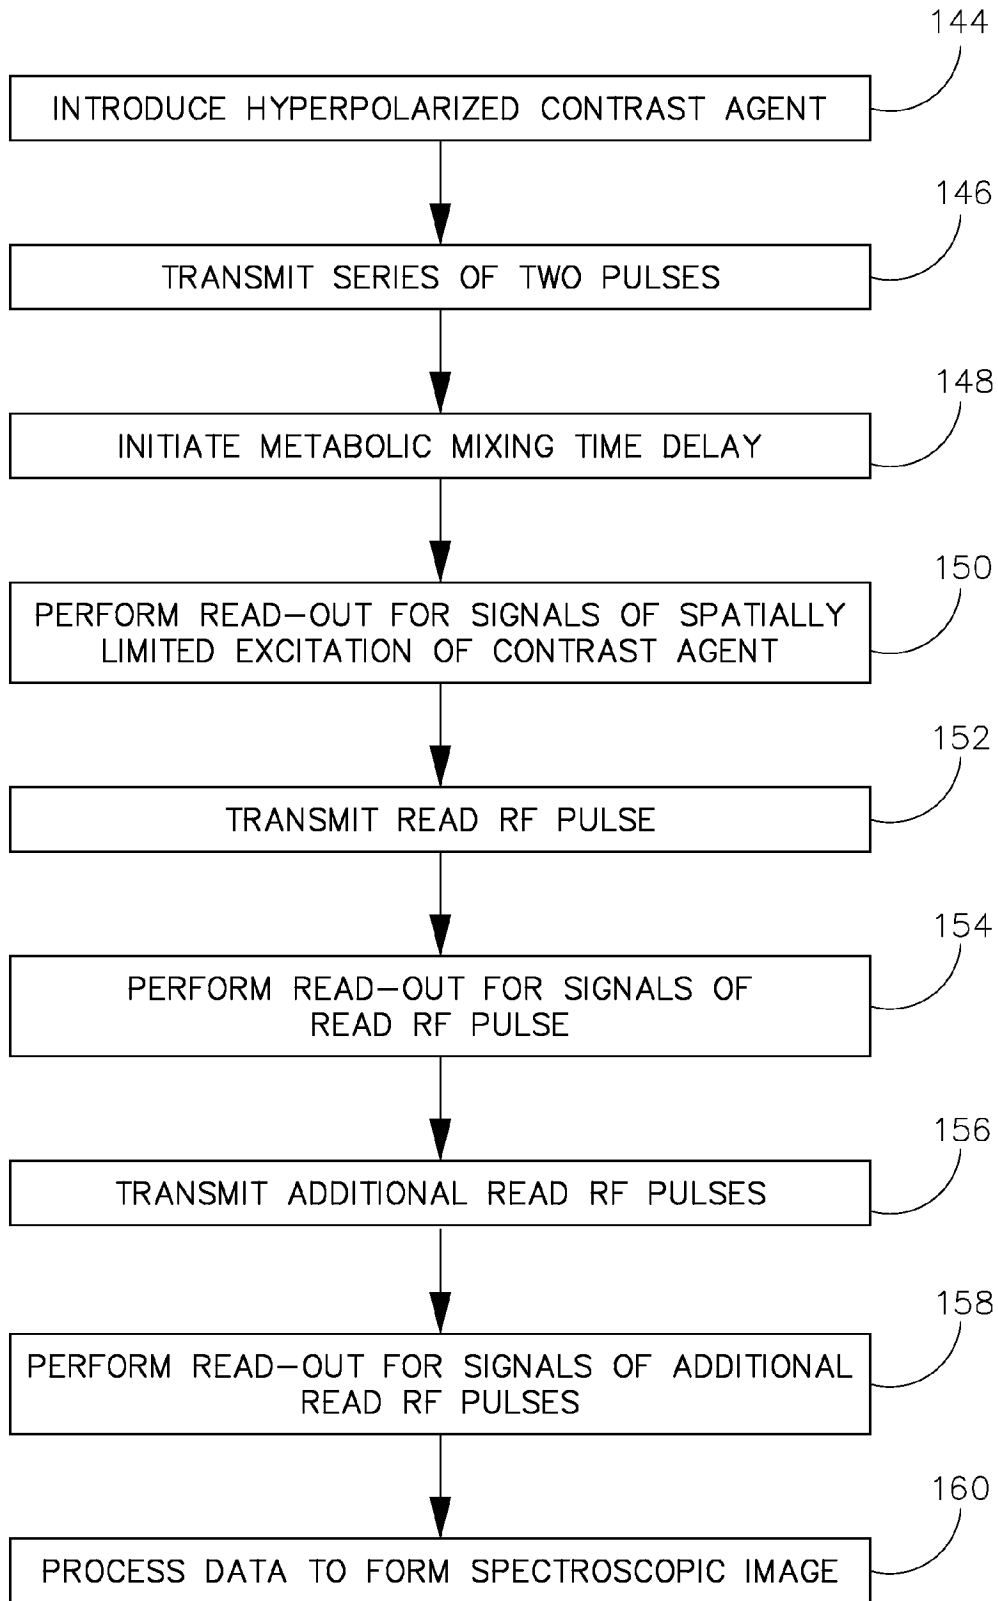 144
INTRODUCE HYPERPOLARIZED CONTRAST AGENT
146
TRANSMIT SERIES OF TWO PULSES
148
INITIATE METABOLIC MIXING TIME DELAY
150
PERFORM READ-OUT FOR SIGNALS OF SPATIALLY
LIMITED EXCITATION OF CONTRAST AGENT
152
TRANSMIT READ RF PULSE
154
PERFORM READ-OUT FOR SIGNALS OF
READ RF PULSE
156
TRANSMIT ADDITIONAL READ RF PULSES
158
PERFORM READ-OUT FOR SIGNALS OF ADDITIONAL
READ RF PULSES
160
PROCESS DATA TO FORM SPECTROSCOPIC IMAGE